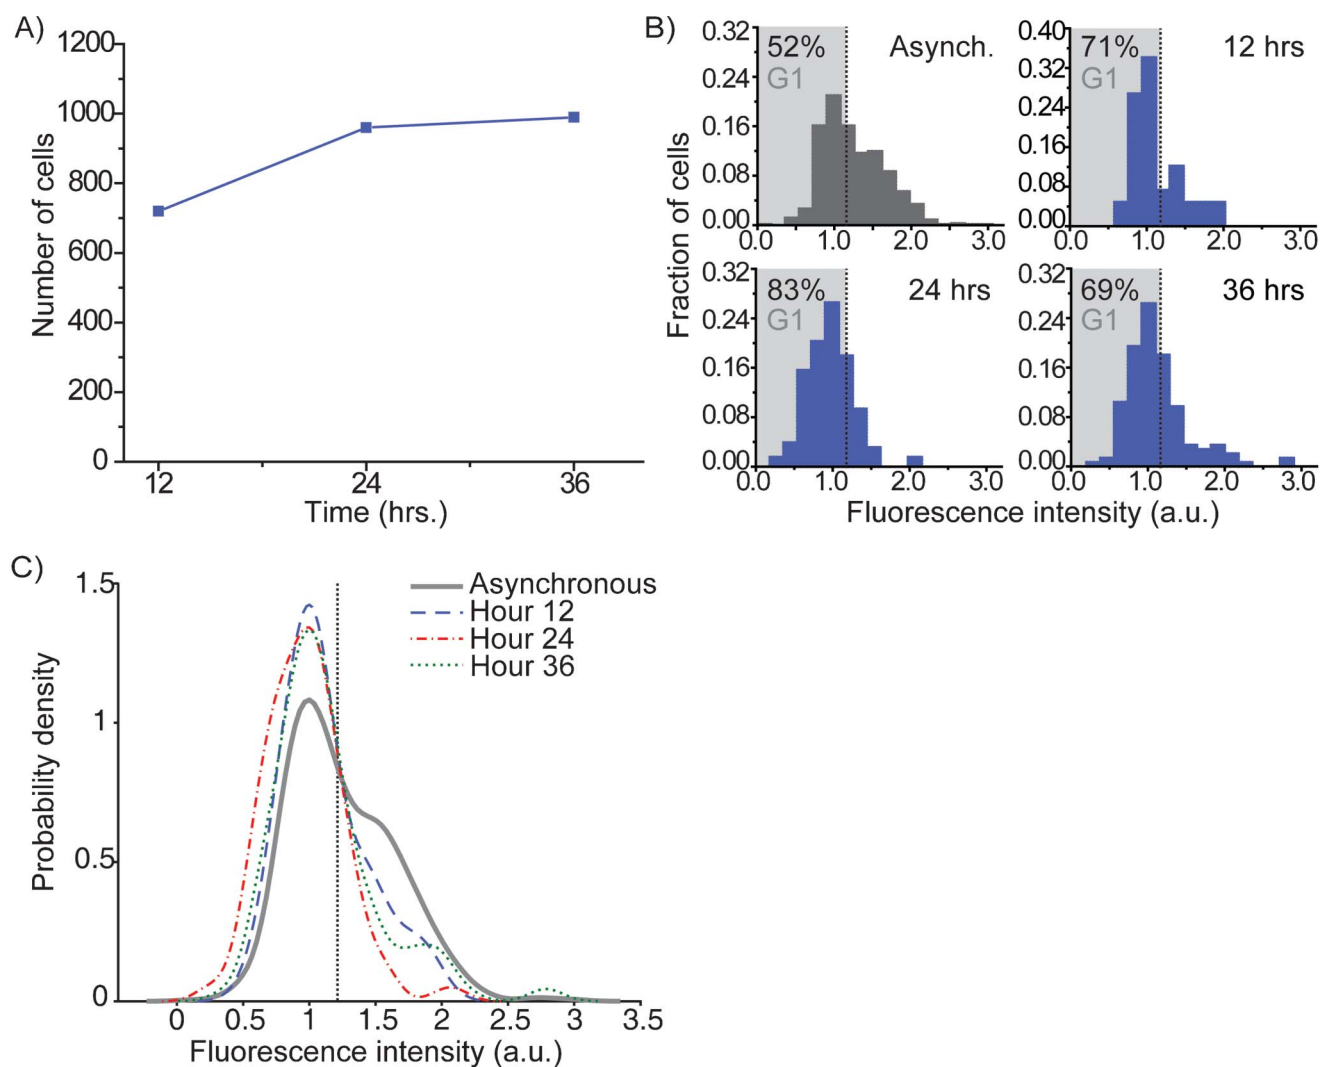 A)
1200
1000
800
600
400
200
0
12 24 36
Number of cells
Time (hrs.)
B)
0.32
0.24
0.16
0.08
0.00
0.0 1.0 2.0 3.0
52%
G1
Asynch.
0.40
0.32
0.24
0.16
0.08
0.00
0.0 1.0 2.0 3.0
71%
G1
12 hrs
0.32
0.24
0.16
0.08
0.00
0.0 1.0 2.0 3.0
83%
G1
24 hrs
0.32
0.24
0.16
0.08
0.00
0.0 1.0 2.0 3.0
69%
G1
36 hrs
Fraction of cells
Fluorescence intensity (a.u.)
C)
1.5
1
0.5
0
0 0.5 1 1.5 2 2.5 3 3.5
Asynchronous
Hour 12
Hour 24
Hour 36
Probability density
Fluorescence intensity (a.u.)